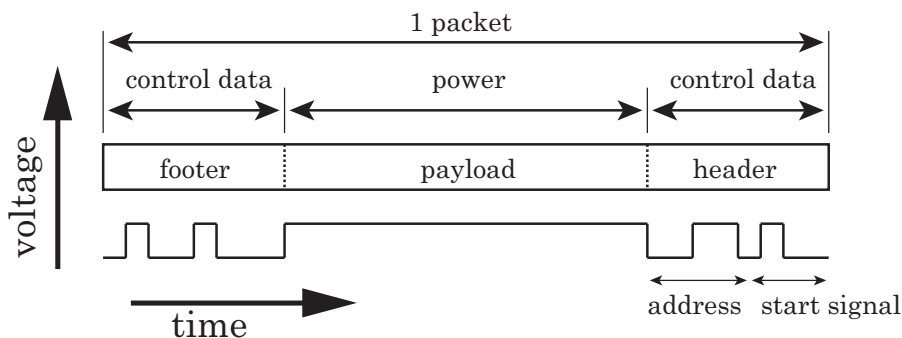 1 packet
control data power control data
footer payload header
voltage
address start signal
time